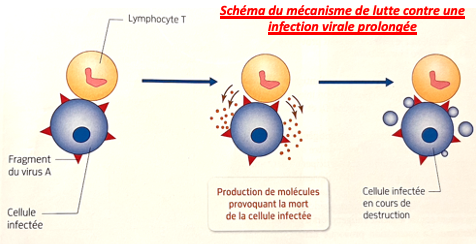 Schéma du mécanisme de lutte contre une
infection virale prolongée
Lymphocyte T
Fragment
du virus A
Cellule
infectée
Production de molécules
provoquant la mort
de la cellule infectée
Cellule infectée
en cours de
destruction